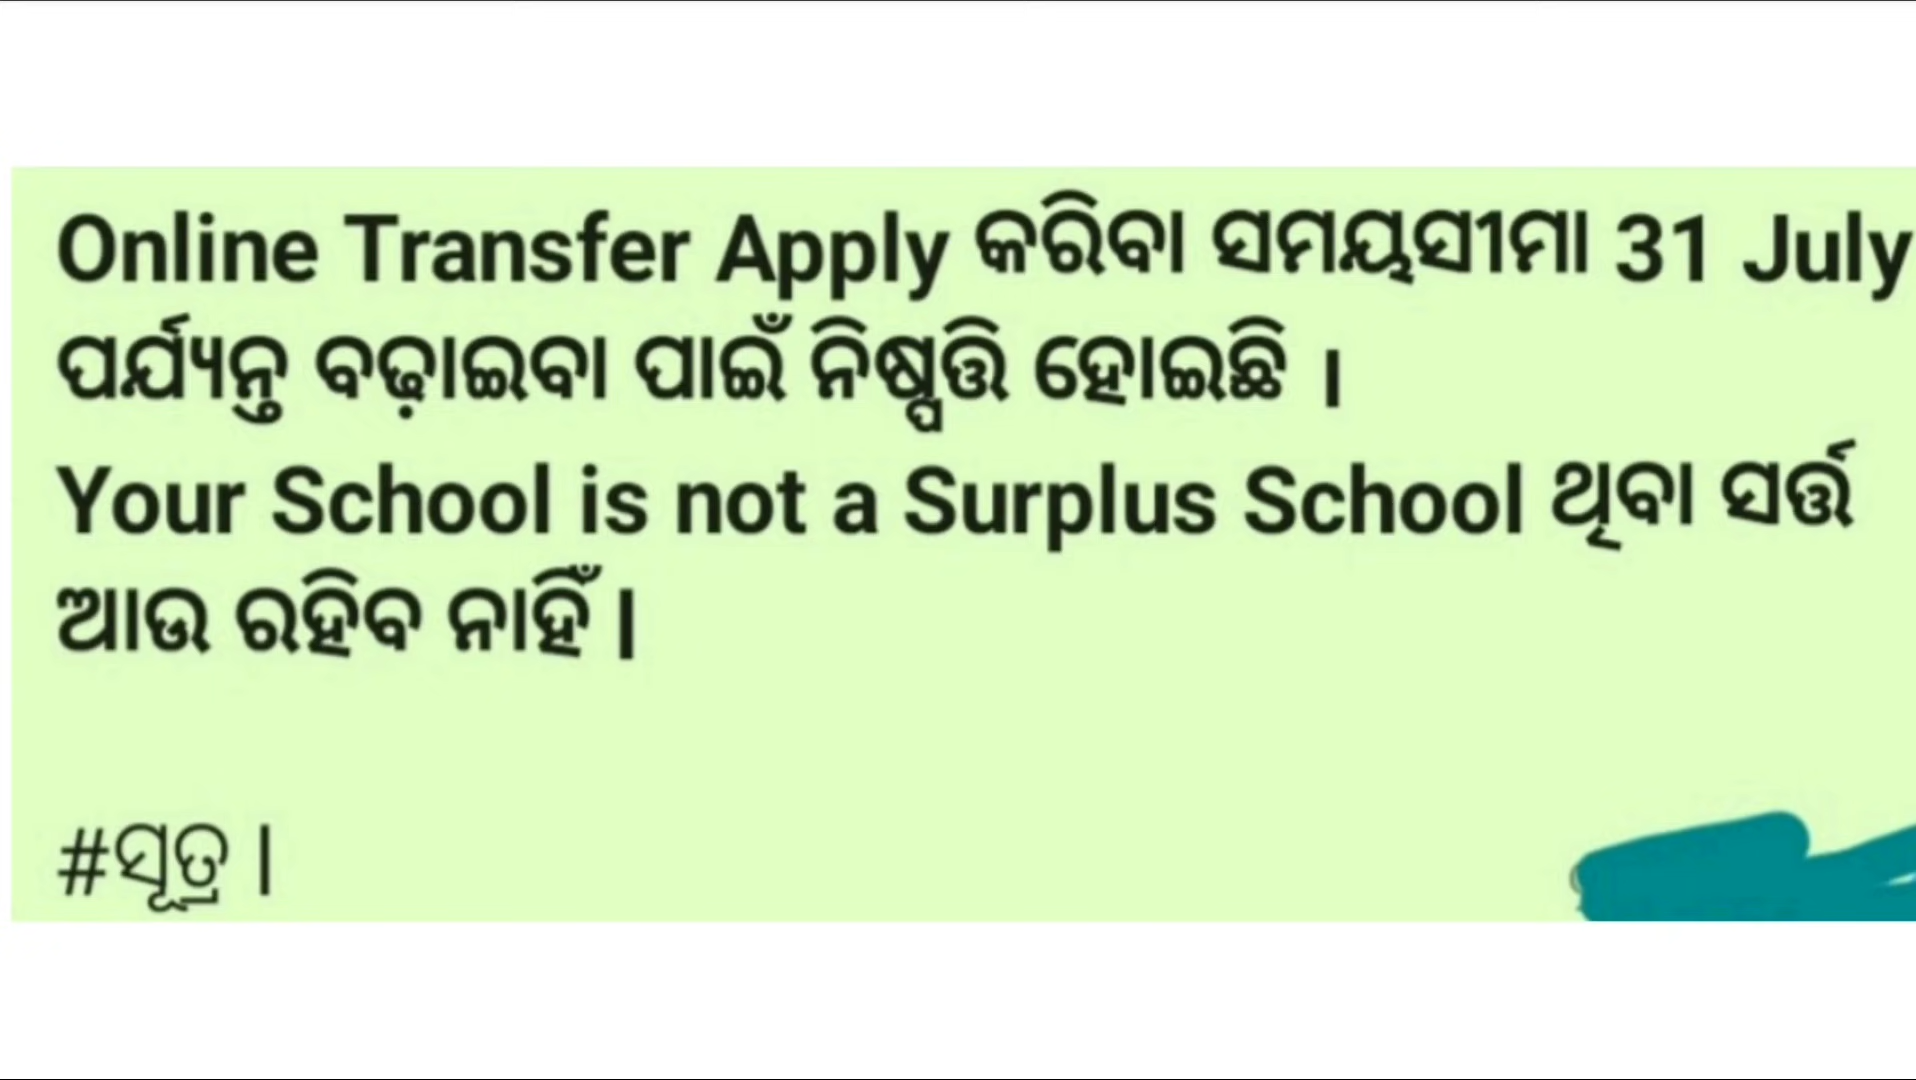 Online Transfer Apply କରିବା ସମୟସୀମା 31 July
ପର୍ଯ୍ୟନ୍ତ ବଢ଼ାଇବା ପାଇଁ ନିଷ୍ପତ୍ତି ହୋଇଛି ।
Your School is not a Surplus School ଥିବା ସର୍ତ୍ତ
ଆଉ ରହିବ ନାହିଁ |
#ସୂତ୍ର |